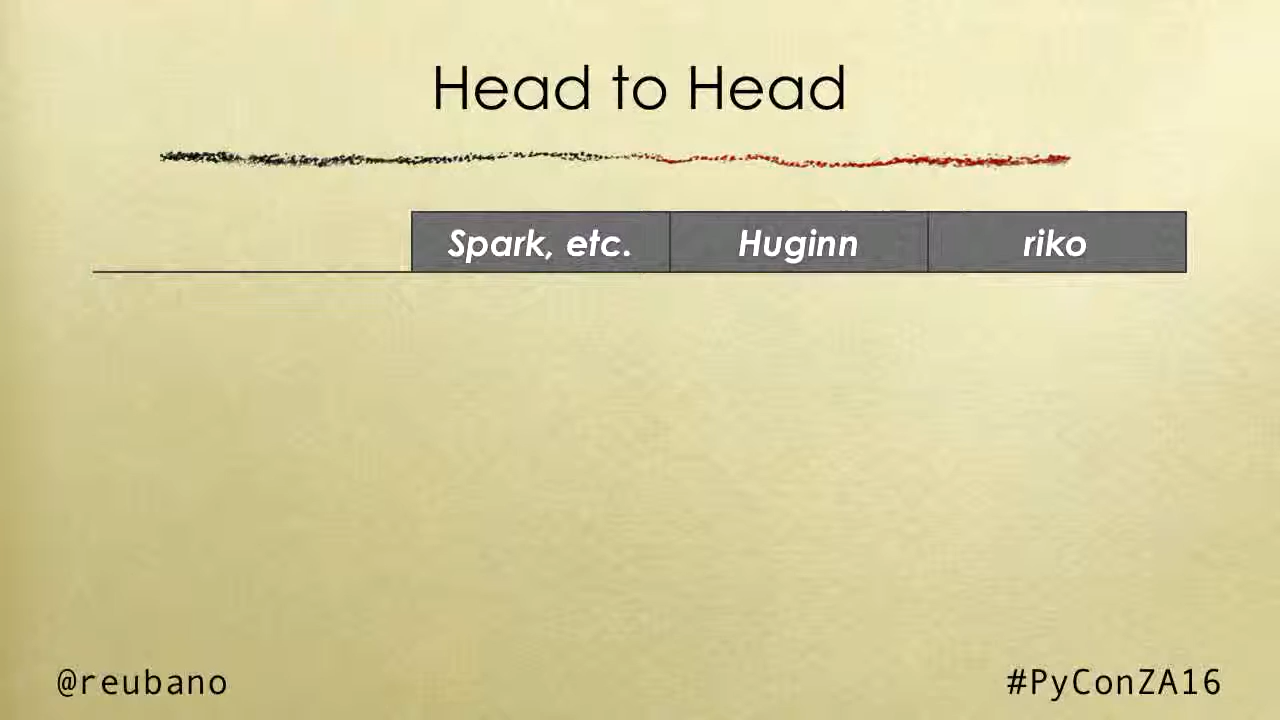 Head to Head
Spark, etc. Huginn riko
@reubano #PyConZA16